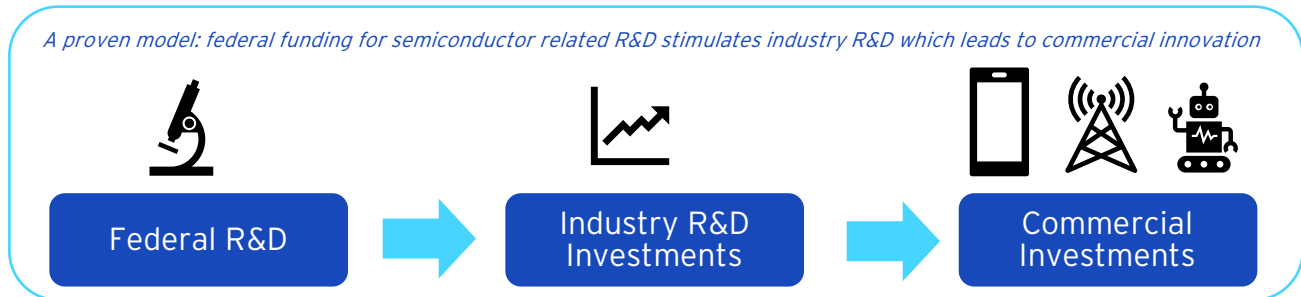 A proven model: federal funding for semiconductor related R&D stimulates industry R&D which leads to commercial innovation
Federal R&D
Industry R&D
Investments
Commercial
Investments